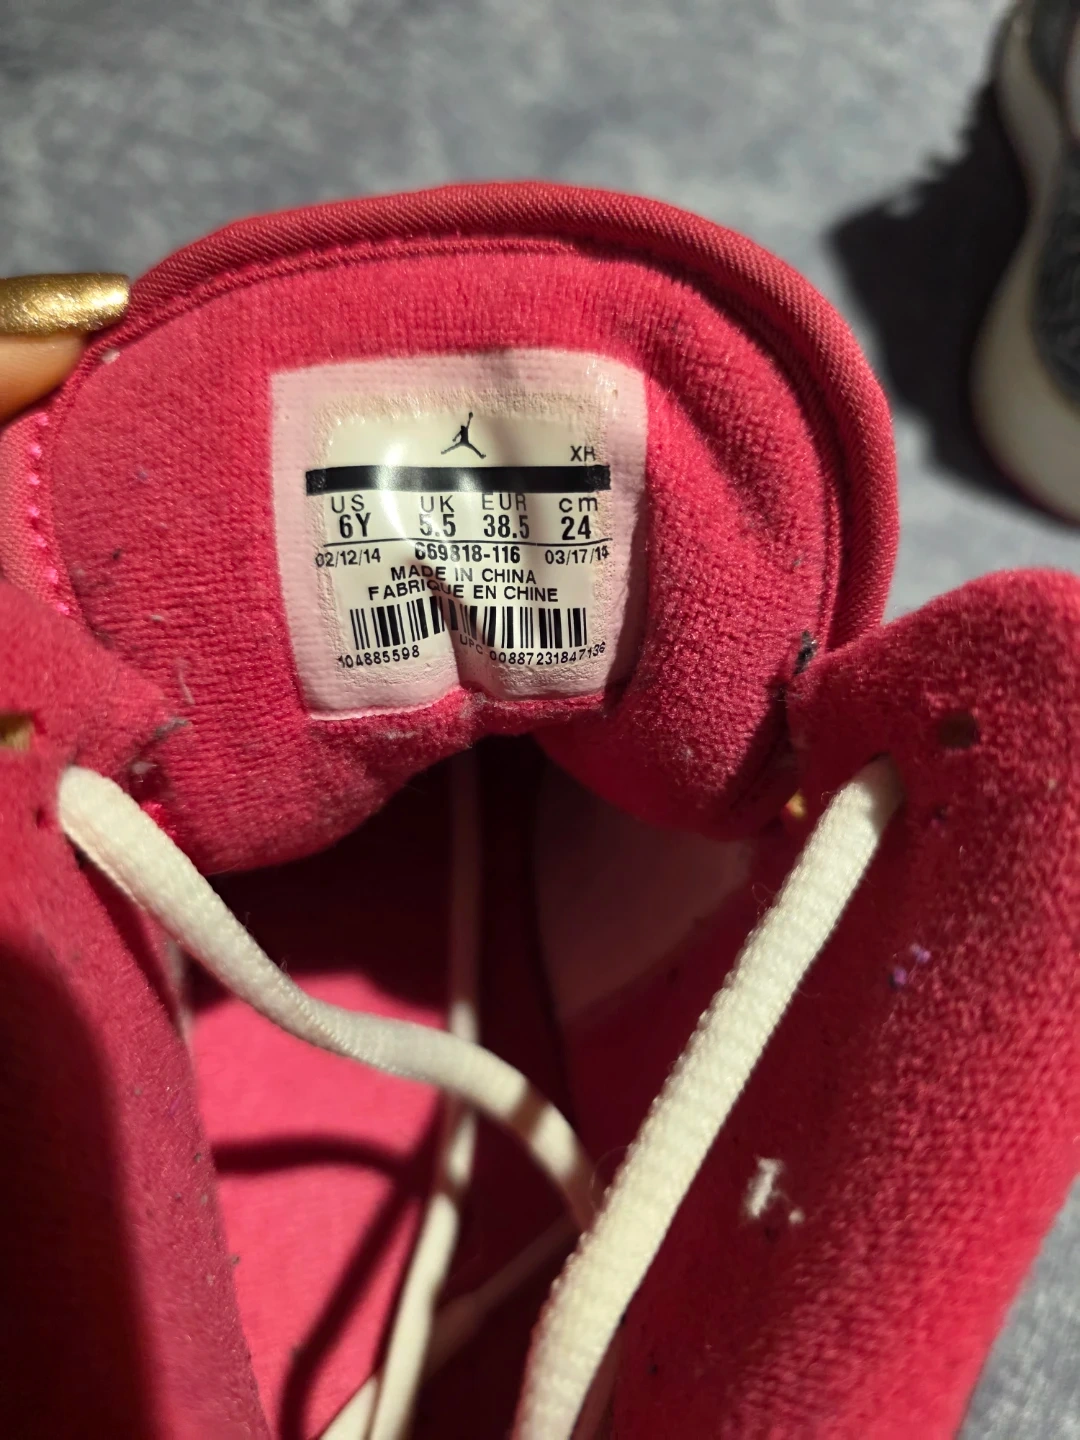 XH
US UK EUR cm
6Y 5.5 38.5 24
02/12/14 669818-116 03/17/14
MADE IN CHINA
FABRIQUE EN CHINE
104885598 UPC 00887231847136